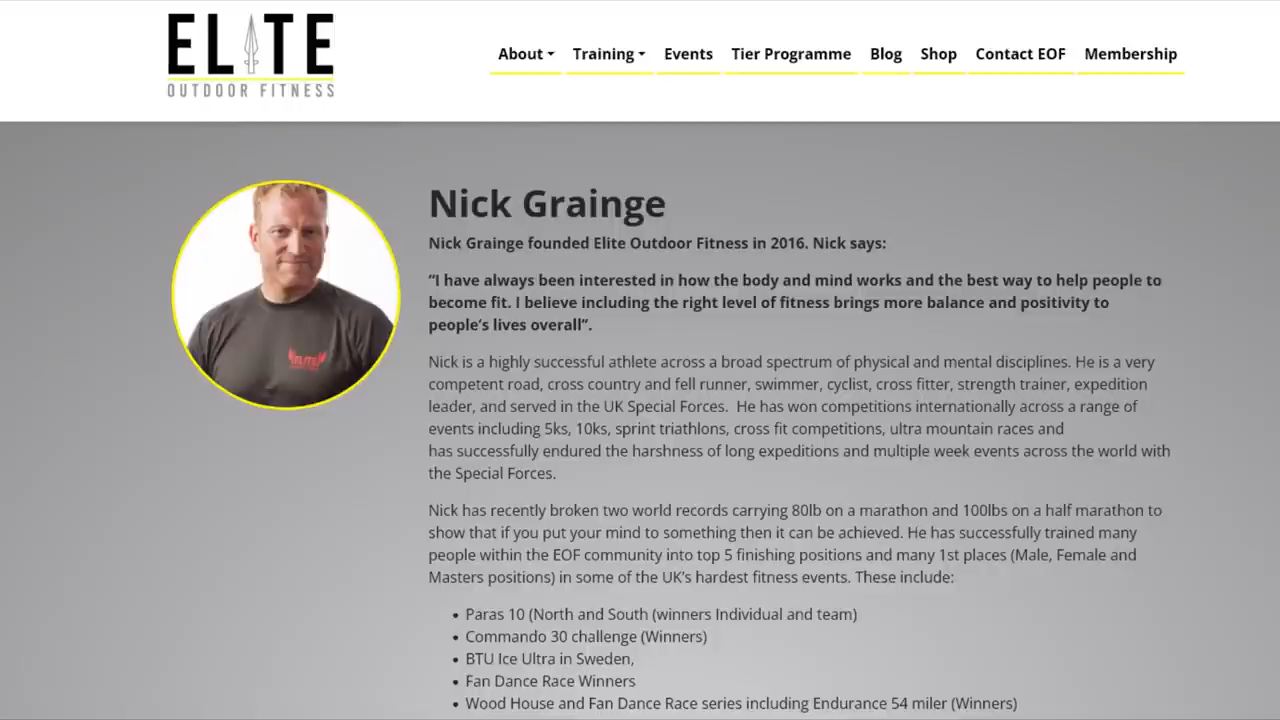 ELITE
OUTDOOR FITNESS
About
Training
Events
Tier Programme
Blog
Shop
Contact EOF
Membership
ELITE
Nick Grainge
Nick Grainge founded Elite Outdoor Fitness in 2016. Nick says:
“I have always been interested in how the body and mind works and the best way to help people to
become fit. I believe including the right level of fitness brings more balance and positivity to
people’s lives overall”.
Nick is a highly successful athlete across a broad spectrum of physical and mental disciplines. He is a very
competent road, cross country and fell runner, swimmer, cyclist, cross fitter, strength trainer, expedition
leader, and served in the UK Special Forces.  He has won competitions internationally across a range of
events including 5ks, 10ks, sprint triathlons, cross fit competitions, ultra mountain races and
has successfully endured the harshness of long expeditions and multiple week events across the world with
the Special Forces.
Nick has recently broken two world records carrying 80lb on a marathon and 100lbs on a half marathon to
show that if you put your mind to something then it can be achieved. He has successfully trained many
people within the EOF community into top 5 finishing positions and many 1st places (Male, Female and
Masters positions) in some of the UK’s hardest fitness events. These include:
• Paras 10 (North and South (winners Individual and team)
• Commando 30 challenge (Winners)
• BTU Ice Ultra in Sweden,
• Fan Dance Race Winners
• Wood House and Fan Dance Race series including Endurance 54 miler (Winners)